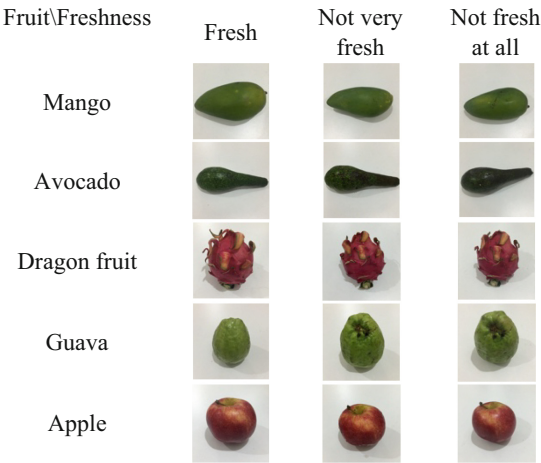 Fruit\Freshness
Fresh
Not very
fresh
Not fresh
at all
Mango
Avocado
Dragon fruit
Guava
Apple